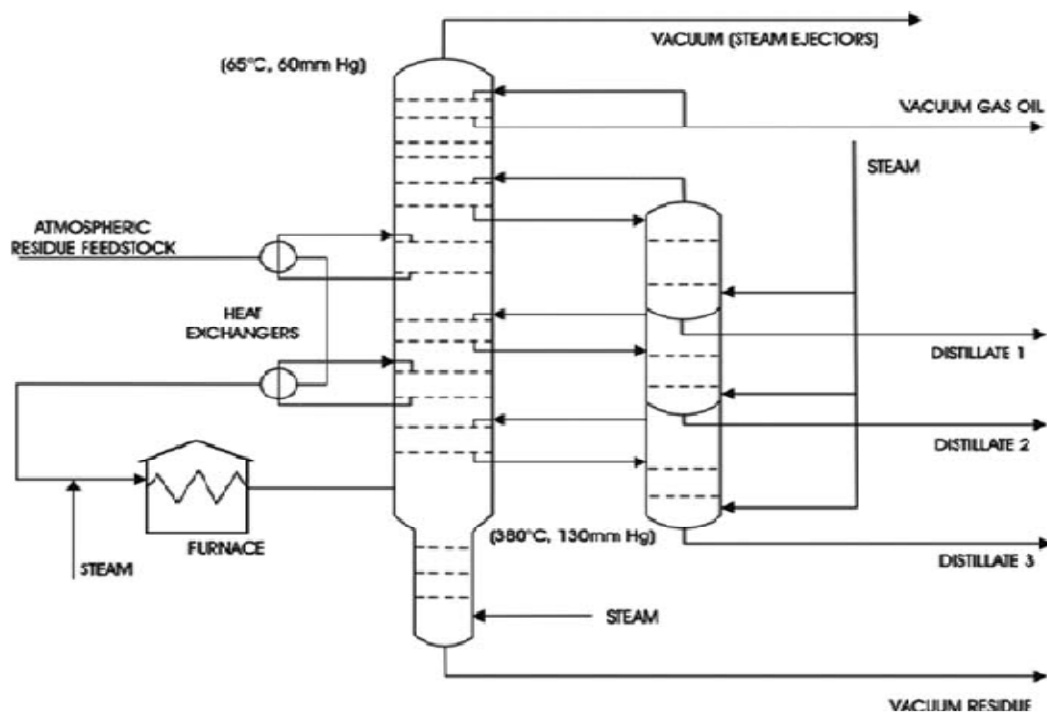 VACUUM (STEAM EJECTORS)
(65°C, 60mm Hg)
VACUUM GAS OIL
STEAM
ATMOSPHERIC
RESIDUE FEEDSTOCK
HEAT
EXCHANGERS
DISTILLATE 1
DISTILLATE 2
(380°C, 130mm Hg)
FURNACE
DISTILLATE 3
STEAM
STEAM
VACUUM RESIDUE